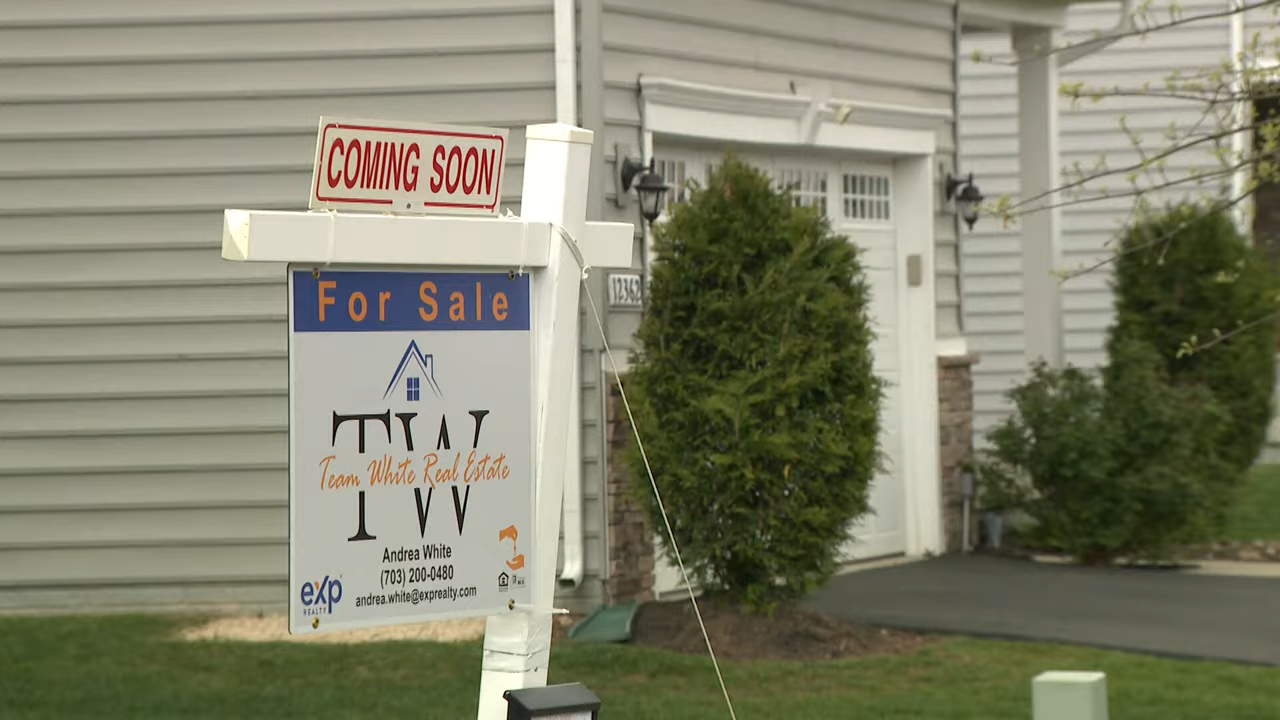 COMING SOON
For Sale
12362
TW
Team White Real Estate
Andrea White
(703) 200-0480
andrea.white@exprealty.com
exp
REALTY